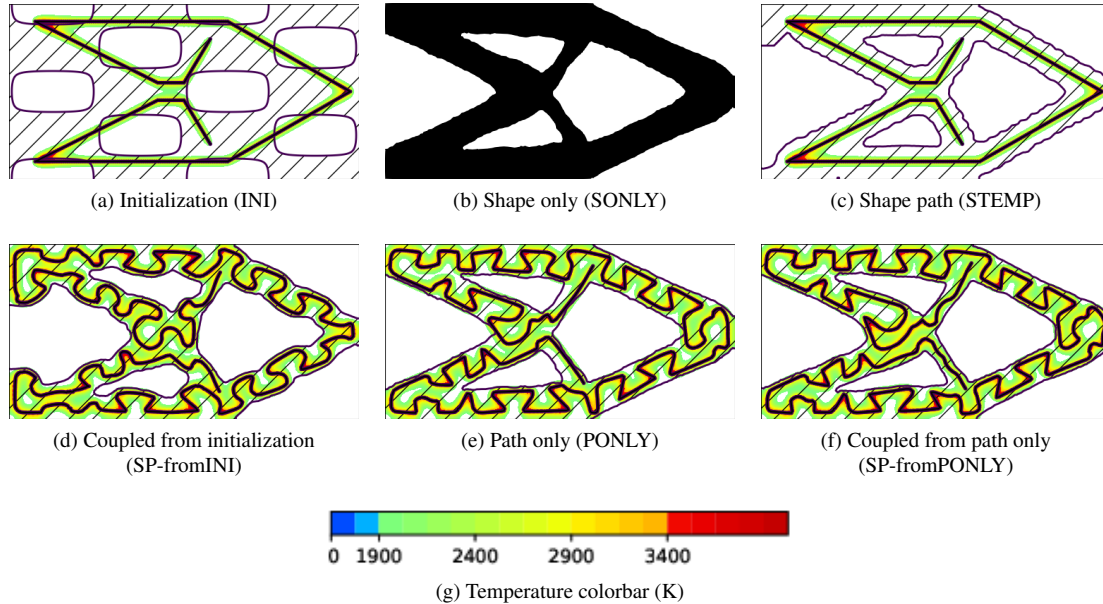 (a) Initialization (INI)
(b) Shape only (SONLY)
(c) Shape path (STEMP)
(d) Coupled from initialization
(SP-fromINI)
(e) Path only (PONLY)
(f) Coupled from path only
(SP-fromPONLY)
0 1900 2400 2900 3400
(g) Temperature colorbar (K)